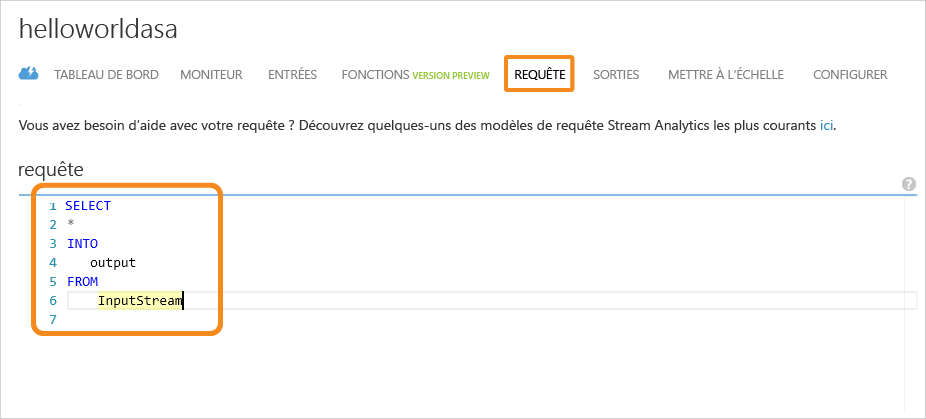 helloworldasa
TABLEAU DE BORD MONITEUR ENTRÉES FONCTIONS VERSION PREVIEW REQUÊTE SORTIES METTRE À L'ÉCHELLE CONFIGURER
Vous avez besoin d'aide avec votre requête ? Découvrez quelques-uns des modèles de requête Stream Analytics les plus courants ici.
requête
?
1 SELECT
2 *
3 INTO
4 output
5 FROM
6 InputStream
7